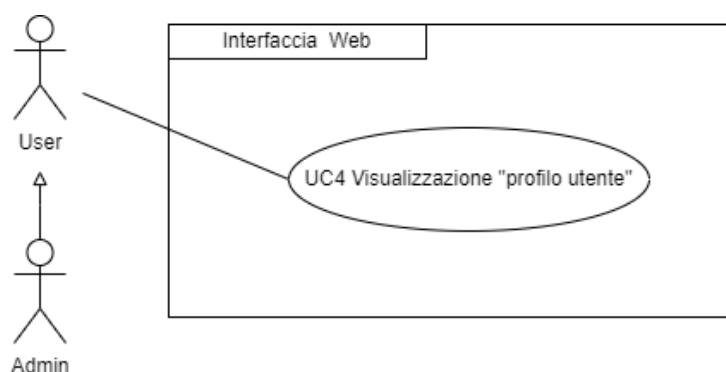 Interfaccia Web
User
UC4 Visualizzazione "profilo utente"
Admin